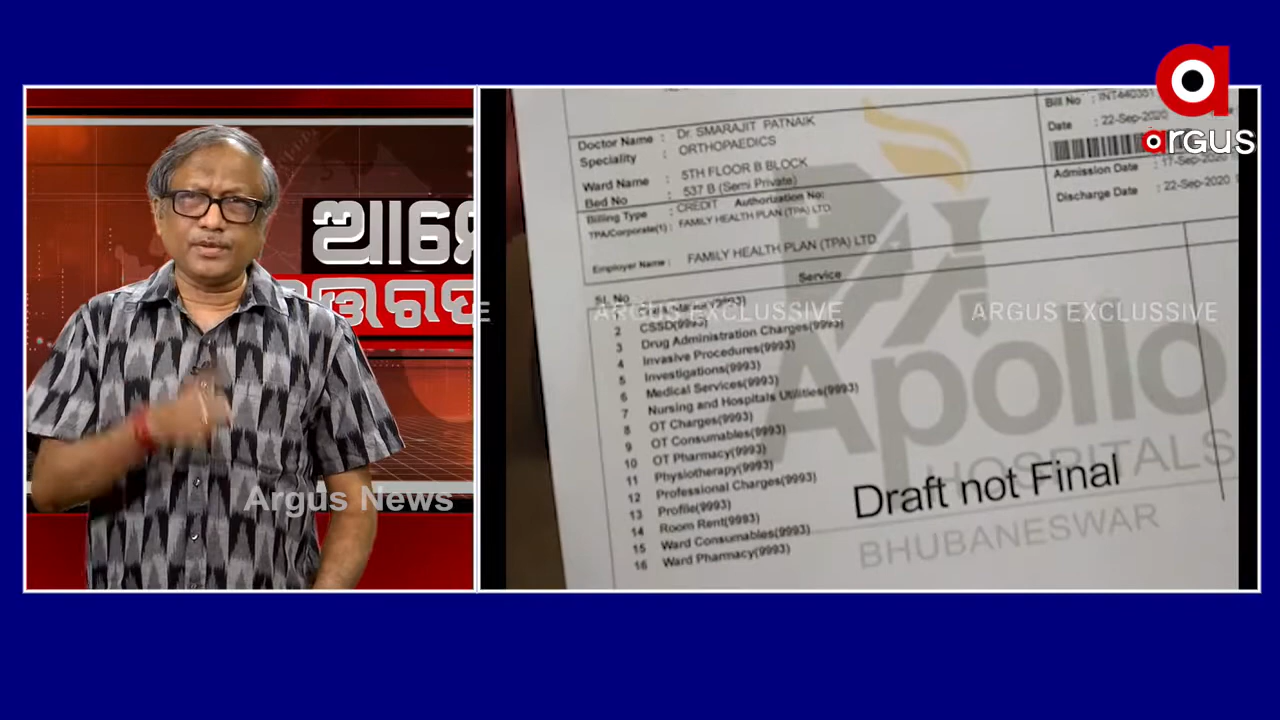 argus
ଆମେ
Argus News
ARGUS EXCLUSSIVE
ARGUS EXCLUSSIVE
Bill No : INT440351
Date : 22-Sep-2020
Admission Date : 17-Sep-2020
Discharge Date : 22-Sep-2020
Doctor Name : Dr. SMARAJIT PATNAIK
Speciality : ORTHOPAEDICS
Ward Name : 5TH FLOOR B BLOCK
Bed No : 537 B (Semi Private)
Billing Type : CREDIT Authorization No:
TPA/Corporate(1) : FAMILY HEALTH PLAN (TPA) LTD
Employer Name : FAMILY HEALTH PLAN (TPA) LTD
SL No Service
2 CSSD(9993)
3 Drug Administration Charges(9993)
4 Invasive Procedures(9993)
5 Investigations(9993)
6 Medical Services(9993)
7 Nursing and Hospitals Utilities(9993)
8 OT Charges(9993)
9 OT Consumables(9993)
10 OT Pharmacy(9993)
11 Physiotherapy(9993)
12 Professional Charges(9993)
13 Profile(9993)
14 Room Rent(9993)
15 Ward Consumables(9993)
16 Ward Pharmacy(9993)
Apollo
HOSPITALS
Draft not Final
BHUBANESWAR